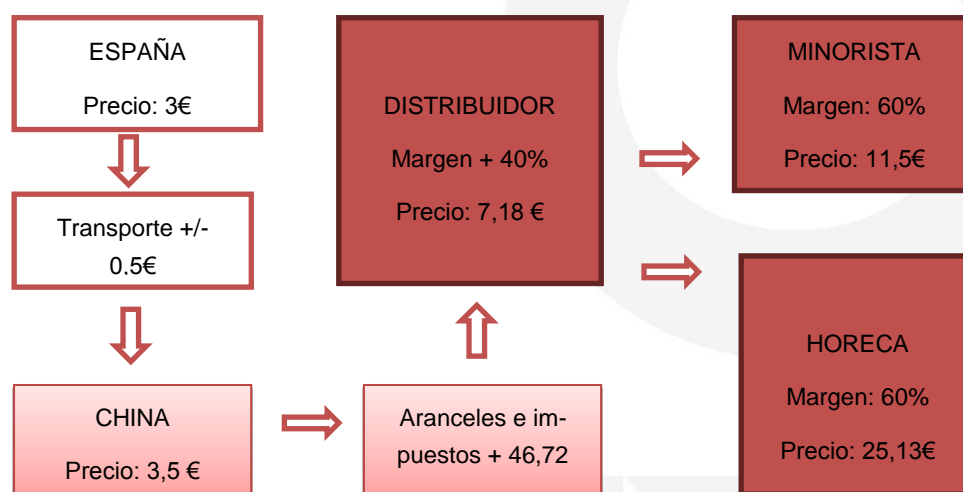 ESPAÑA
Precio: 3€
Transporte +/-
0.5€
CHINA
Precio: 3,5 €
Aranceles e im-
puestos + 46,72
DISTRIBUIDOR
Margen + 40%
Precio: 7,18 €
MINORISTA
Margen: 60%
Precio: 11,5€
HORECA
Margen: 60%
Precio: 25,13€